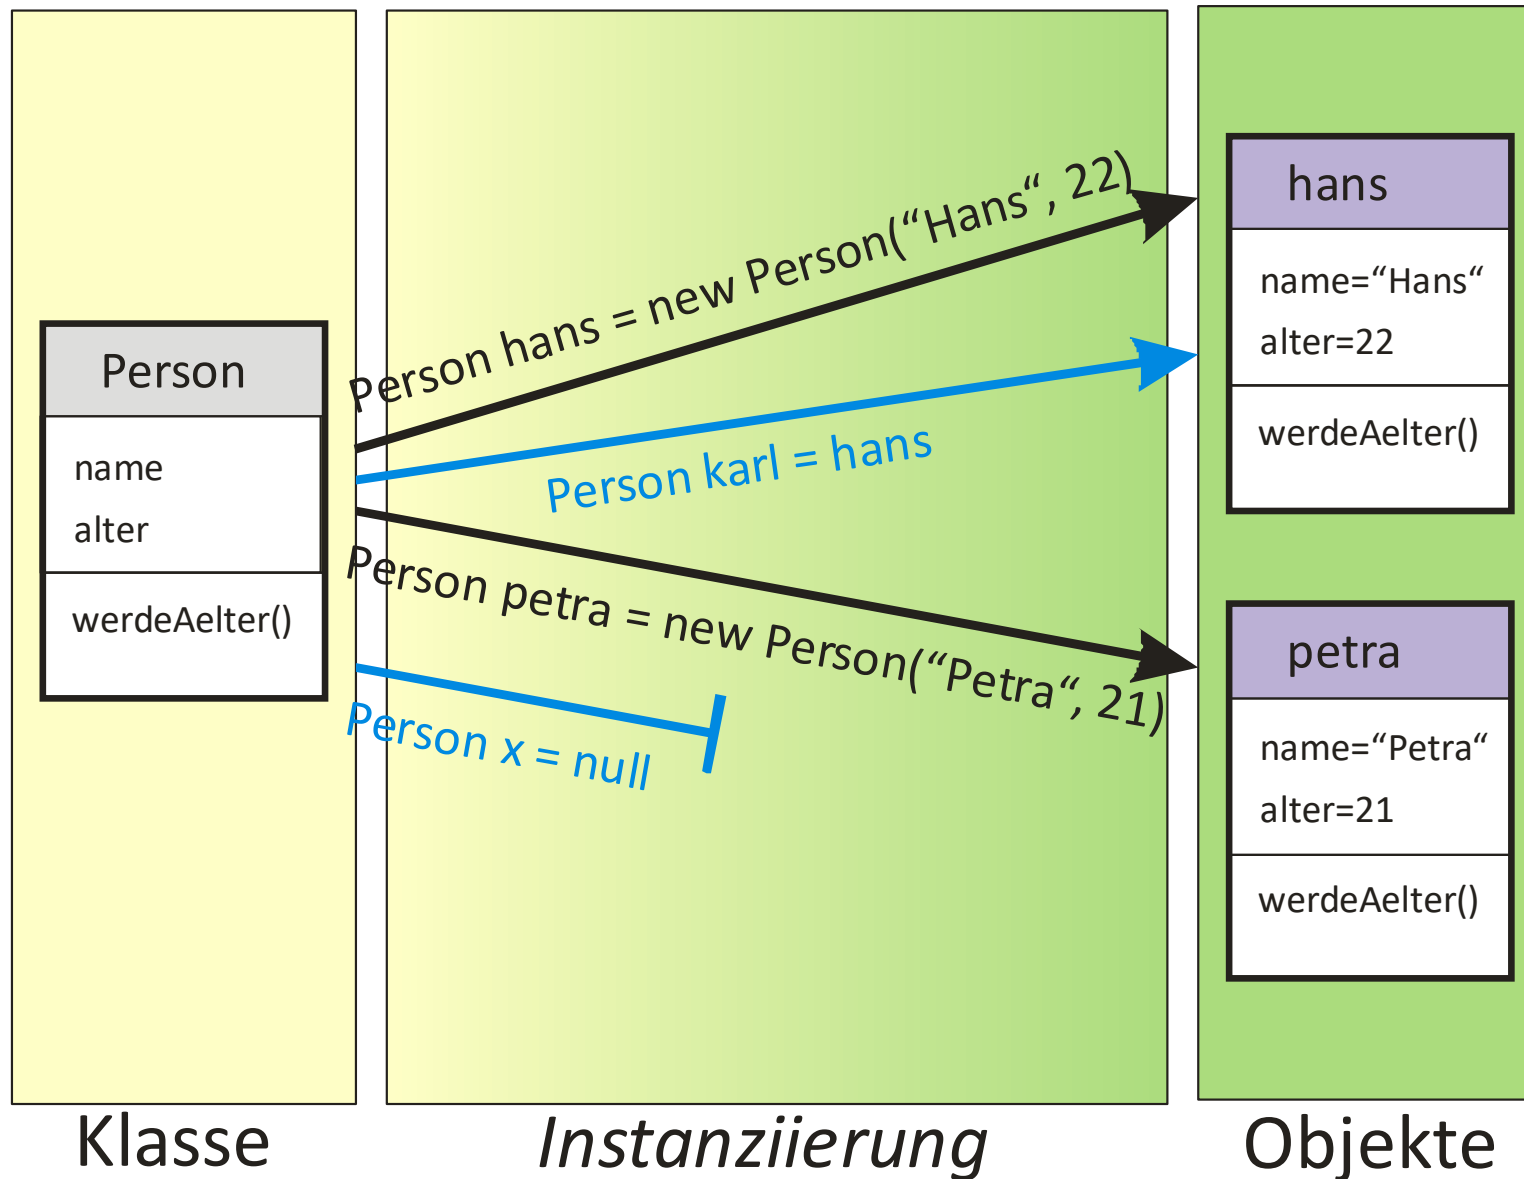 Person
name
alter
werdeAelter()
Person hans = new Person(“Hans“, 22)
Person karl = hans
Person petra = new Person(“Petra“, 21)
Person x = null
hans
name=“Hans“
alter=22
werdeAelter()
petra
name=“Petra“
alter=21
werdeAelter()
Klasse
Instanziierung
Objekte